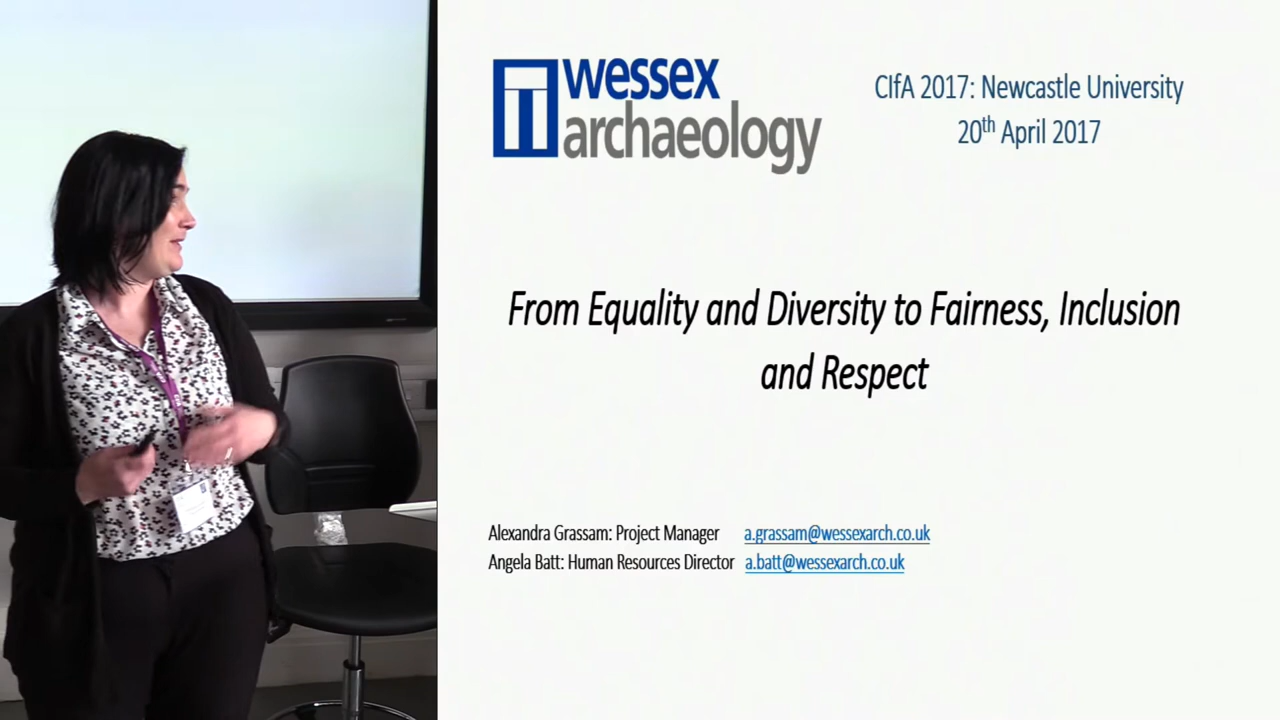 wessex
archaeology
CIfA 2017: Newcastle University
20th April 2017
From Equality and Diversity to Fairness, Inclusion
and Respect
Alexandra Grassam: Project Manager a.grassam@wessexarch.co.uk
Angela Batt: Human Resources Director a.batt@wessexarch.co.uk